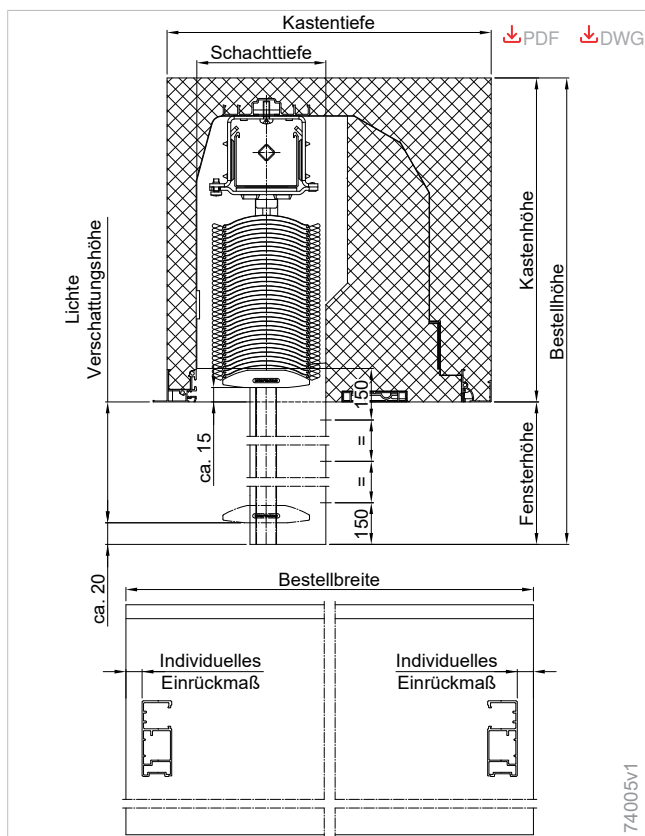 Kastentiefe
PDF DWG
Schachttiefe
Lichte
Verschattungshöhe
Kastenhöhe
Bestellhöhe
150
ca. 15
=
=
Fensterhöhe
150
ca. 20
Bestellbreite
Individuelles
Einrückmaß
Individuelles
Einrückmaß
74005v1